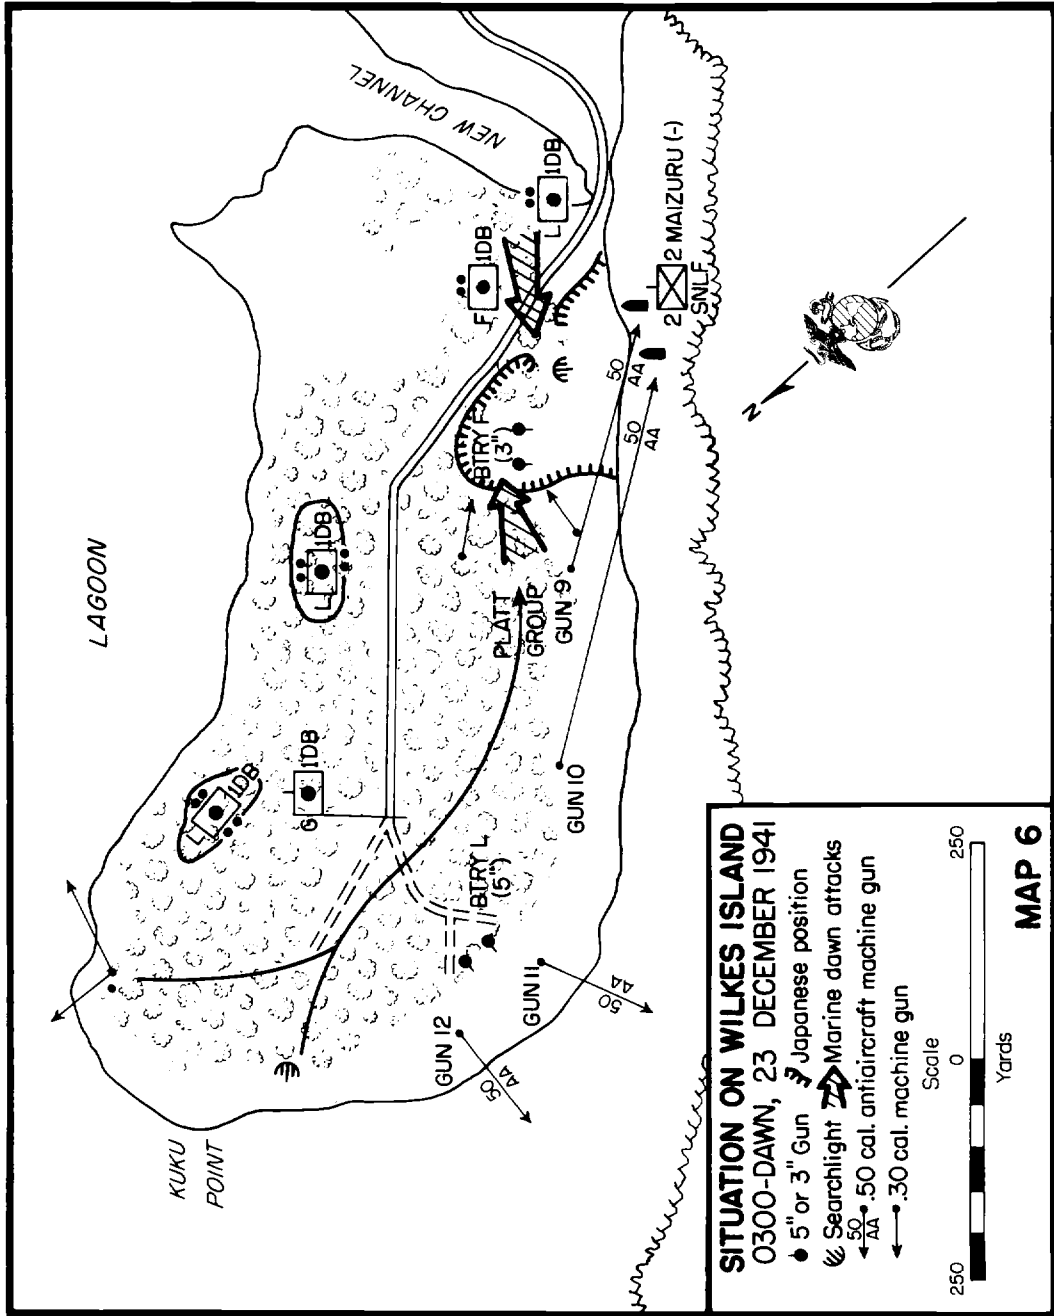 LAGOON
NEW CHANNEL
KUKU
POINT
L 1DB
F 1DB
L 1DB
L 1DB
G 1DB
BTRY F
(3")
2 2 MAIZURU (-)
SNLF
50
AA
50
AA
PLATT
GROUP
GUN 9
GUN 10
BTRY L
(5")
GUN 11
50
AA
GUN 12
50
AA
N
SITUATION ON WILKES ISLAND
0300-DAWN, 23 DECEMBER 1941
5" or 3" Gun Japanese position
Searchlight Marine dawn attacks
50
AA .50 cal. antiaircraft machine gun
.30 cal. machine gun
Scale
250 0 250
Yards
MAP 6